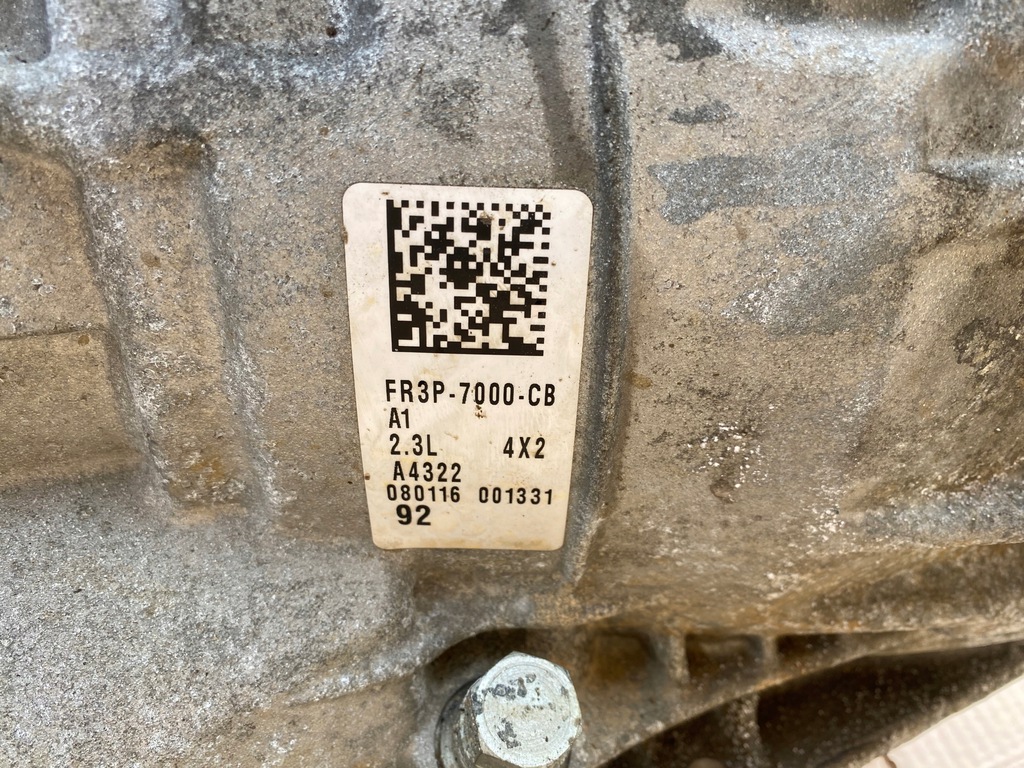 FR3P-7000-CB
A1
2.3L 4X2
A4322
080116 001331
92